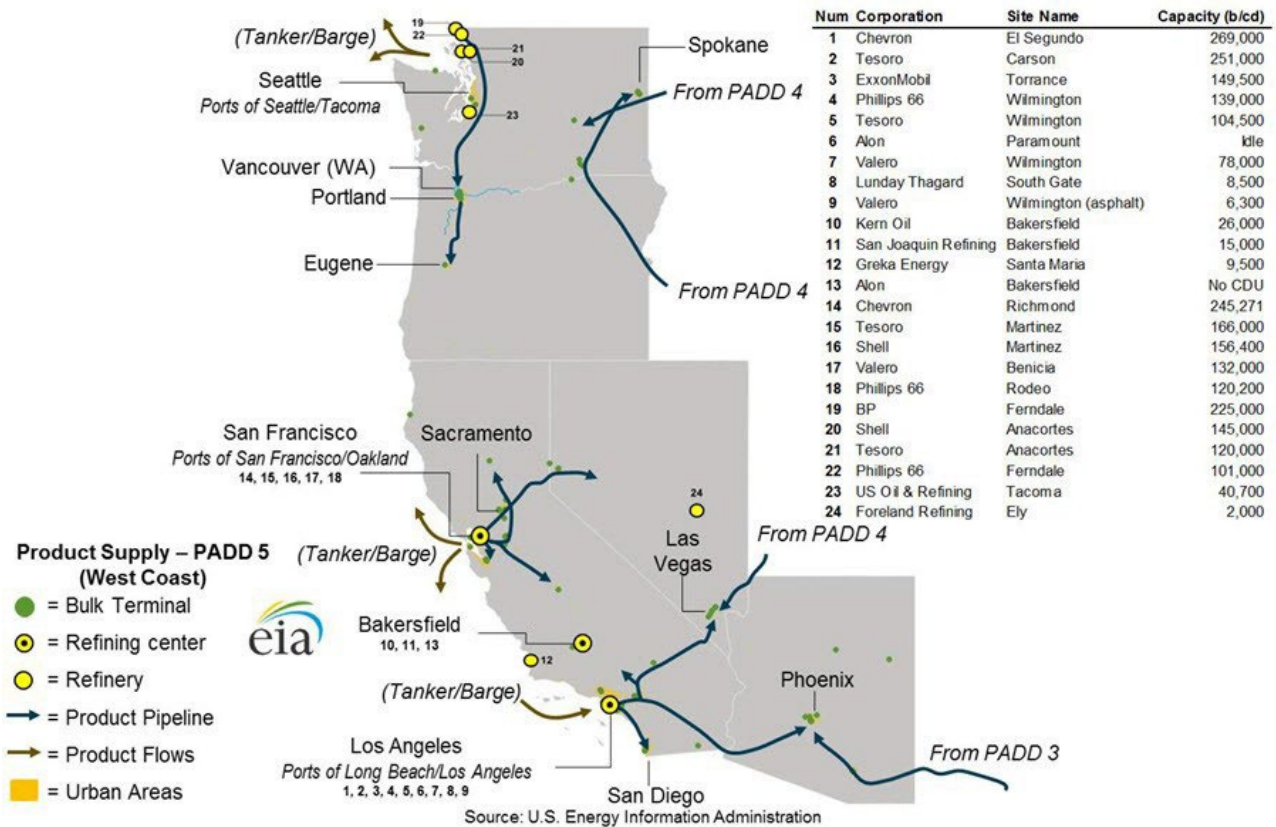 Num Corporation Site Name Capacity (b/cd)
1 Chevron El Segundo 269,000
2 Tesoro Carson 251,000
3 ExxonMobil Torrance 149,500
4 Phillips 66 Wilmington 139,000
5 Tesoro Wilmington 104,500
6 Alon Paramount Idle
7 Valero Wilmington 78,000
8 Lunday Thagard South Gate 8,500
9 Valero Wilmington (asphalt) 6,300
10 Kern Oil Bakersfield 26,000
11 San Joaquin Refining Bakersfield 15,000
12 Greka Energy Santa Maria 9,500
13 Alon Bakersfield No CDU
14 Chevron Richmond 245,271
15 Tesoro Martinez 166,000
16 Shell Martinez 156,400
17 Valero Benicia 132,000
18 Phillips 66 Rodeo 120,200
19 BP Ferndale 225,000
20 Shell Anacortes 145,000
21 Tesoro Anacortes 120,000
22 Phillips 66 Ferndale 101,000
23 US Oil & Refining Tacoma 40,700
24 Foreland Refining Ely 2,000
19
22
(Tanker/Barge)
21
20
Spokane
Seattle
Ports of Seattle/Tacoma
From PADD 4
23
Vancouver (WA)
Portland
Eugene
From PADD 4
San Francisco
Ports of San Francisco/Oakland
14, 15, 16, 17, 18
Sacramento
24
(Tanker/Barge)
Las
Vegas
From PADD 4
Bakersfield
10, 11, 13
12
(Tanker/Barge)
Phoenix
Los Angeles
Ports of Long Beach/Los Angeles
1, 2, 3, 4, 5, 6, 7, 8, 9
San Diego
From PADD 3
Product Supply – PADD 5
(West Coast)
= Bulk Terminal
= Refining center
= Refinery
= Product Pipeline
= Product Flows
= Urban Areas
eia
Source: U.S. Energy Information Administration